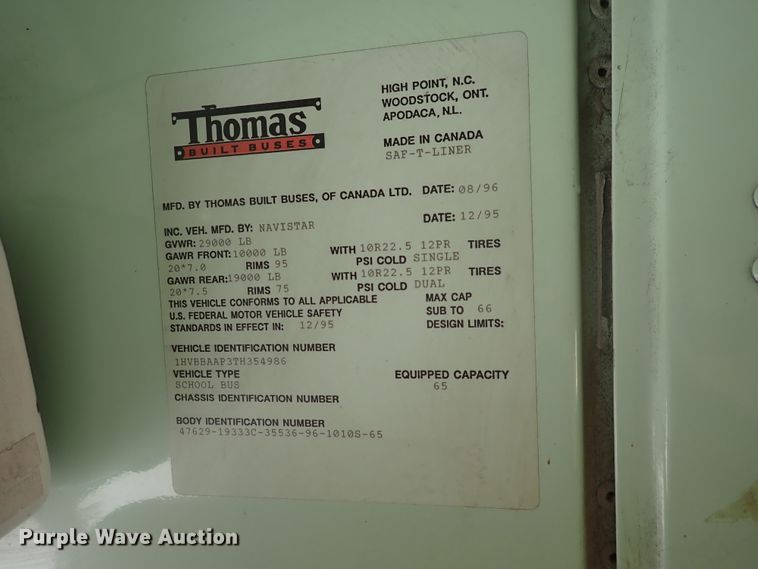 Thomas
BUILT BUSES
HIGH POINT, N.C.
WOODSTOCK, ONT.
APODACA, N.L.
MADE IN CANADA
SAF-T-LINER
MFD. BY THOMAS BUILT BUSES, OF CANADA LTD. DATE: 08/96
INC. VEH. MFD. BY: NAVISTAR DATE: 12/95
GVWR: 29000 LB
GAWR FRONT: 10000 LB WITH 10R22.5 12PR TIRES
20*7.0 RIMS 95 PSI COLD SINGLE
GAWR REAR: 19000 LB WITH 10R22.5 12PR TIRES
20*7.5 RIMS 75 PSI COLD DUAL
THIS VEHICLE CONFORMS TO ALL APPLICABLE MAX CAP
U.S. FEDERAL MOTOR VEHICLE SAFETY SUB TO 66
STANDARDS IN EFFECT IN: 12/95 DESIGN LIMITS:
VEHICLE IDENTIFICATION NUMBER
1HVBBAAP3TH354986
VEHICLE TYPE EQUIPPED CAPACITY
SCHOOL BUS 65
CHASSIS IDENTIFICATION NUMBER
BODY IDENTIFICATION NUMBER
47629-19333C-35536-96-1010S-65
Purple Wave Auction